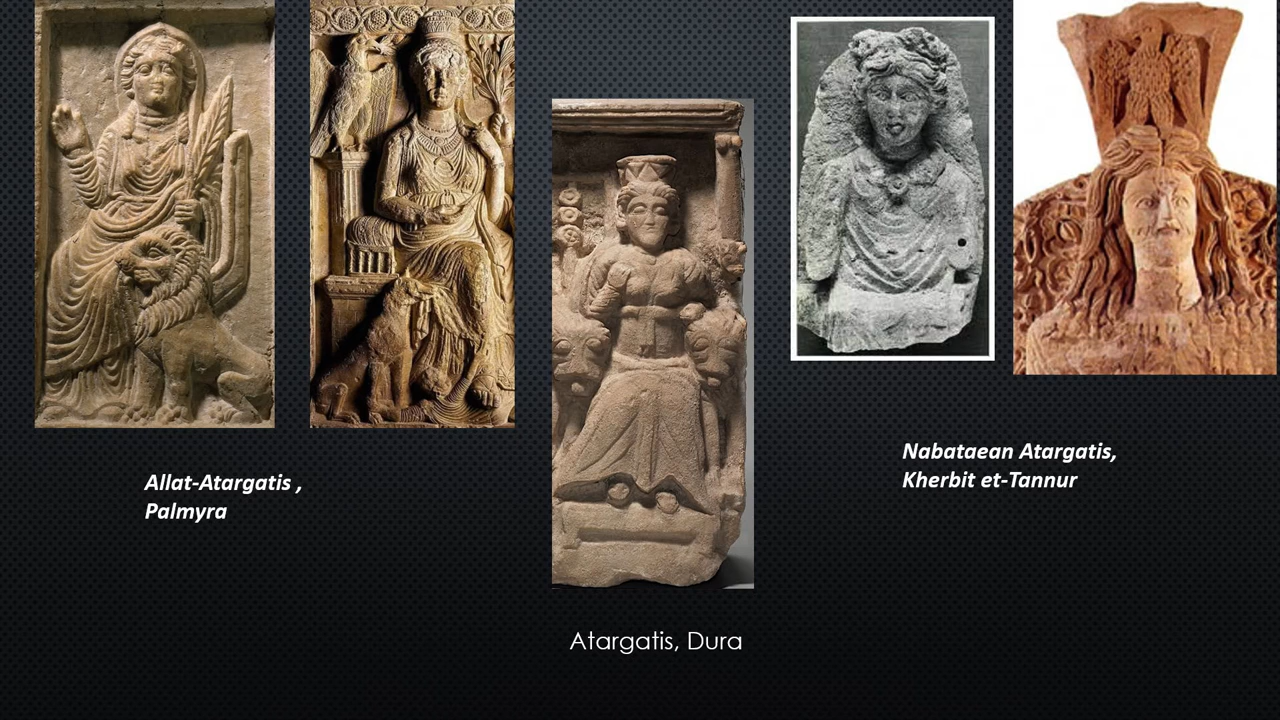 Allat-Atargatis ,
Palmyra
Atargatis, Dura
Nabataean Atargatis,
Kherbit et-Tannur